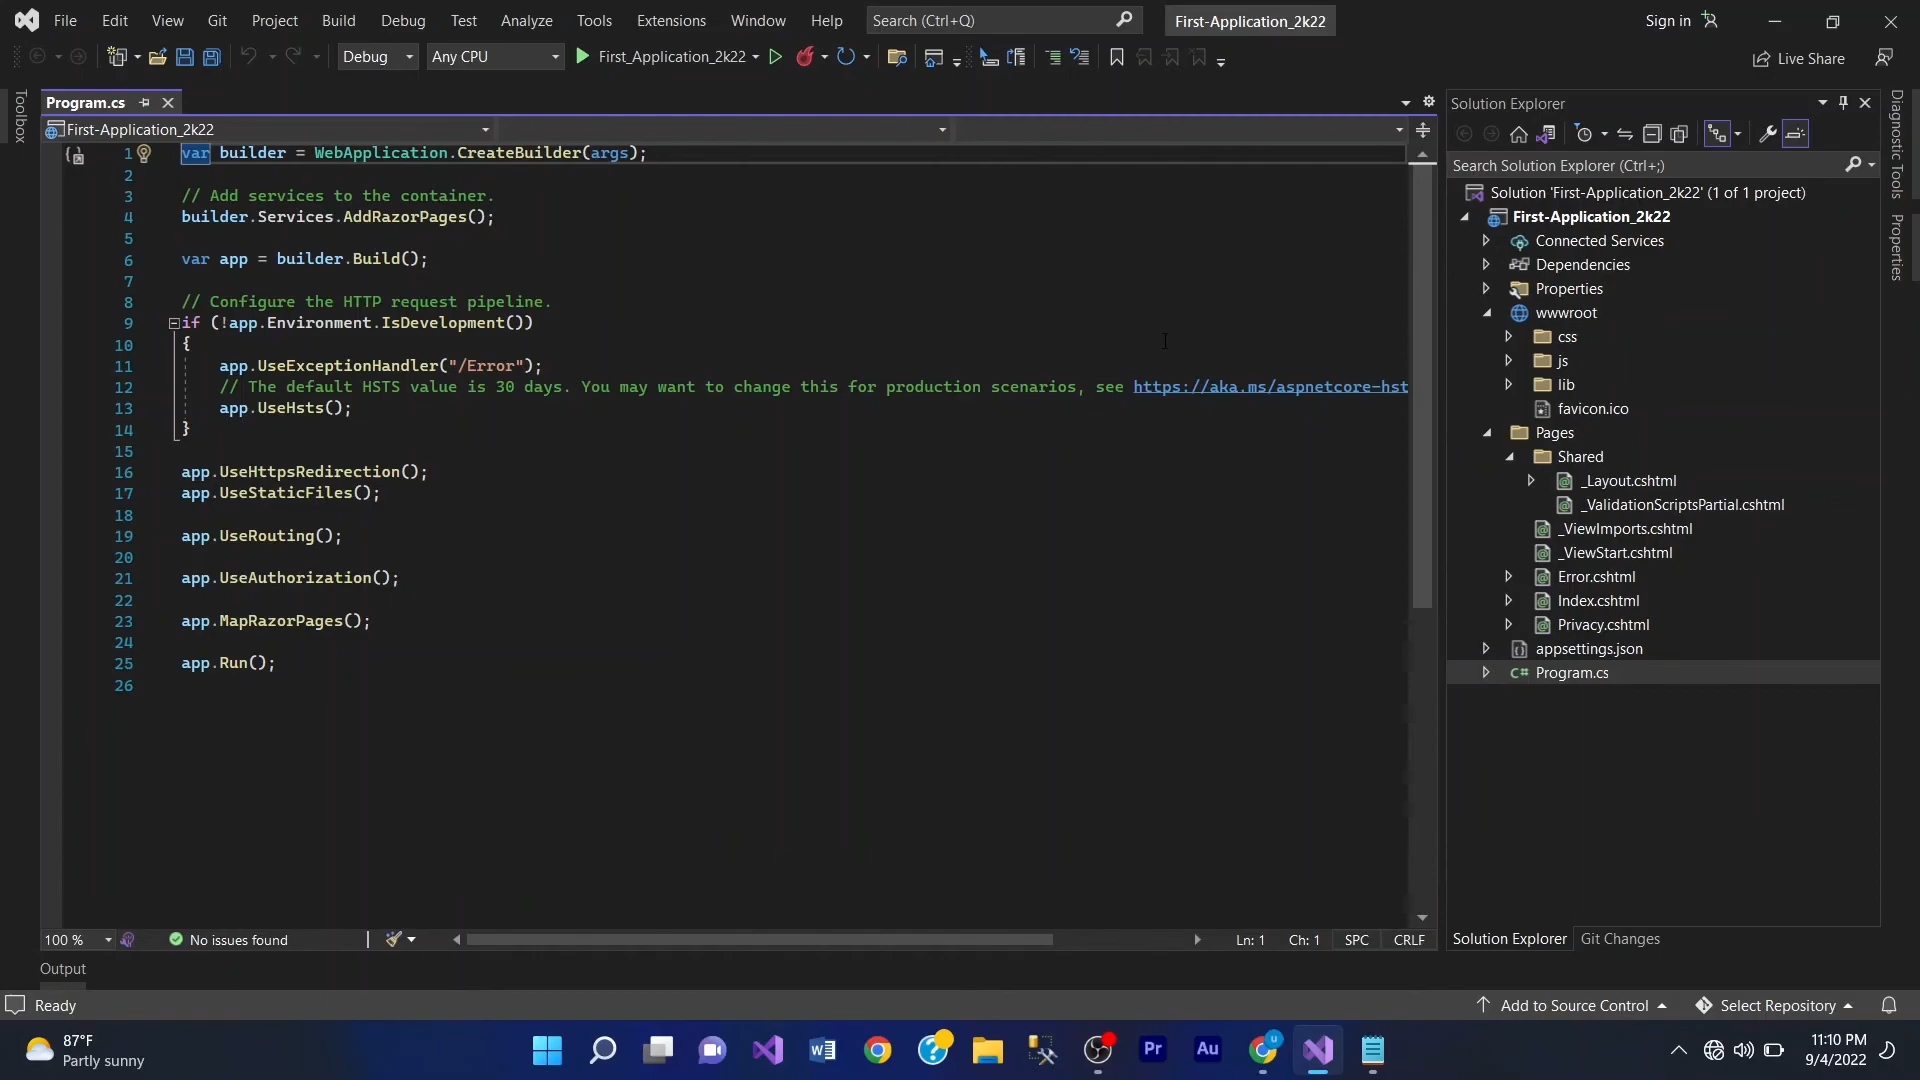 File Edit View Git Project Build Debug Test Analyze Tools Extensions Window Help Search (Ctrl+Q) First-Application_2k22 Sign in
Debug Any CPU First_Application_2k22 Live Share
Toolbox
Program.cs
First-Application_2k22
1 var builder = WebApplication.CreateBuilder(args);
2
3 // Add services to the container.
4 builder.Services.AddRazorPages();
5
6 var app = builder.Build();
7
8 // Configure the HTTP request pipeline.
9 if (!app.Environment.IsDevelopment())
10 {
11 app.UseExceptionHandler("/Error");
12 // The default HSTS value is 30 days. You may want to change this for production scenarios, see https://aka.ms/aspnetcore-hst
13 app.UseHsts();
14 }
15
16 app.UseHttpsRedirection();
17 app.UseStaticFiles();
18
19 app.UseRouting();
20
21 app.UseAuthorization();
22
23 app.MapRazorPages();
24
25 app.Run();
26
100 % No issues found Ln: 1 Ch: 1 SPC CRLF
Output
Solution Explorer
Search Solution Explorer (Ctrl+;)
Solution 'First-Application_2k22' (1 of 1 project)
First-Application_2k22
Connected Services
Dependencies
Properties
wwwroot
css
js
lib
favicon.ico
Pages
Shared
_Layout.cshtml
_ValidationScriptsPartial.cshtml
_ViewImports.cshtml
_ViewStart.cshtml
Error.cshtml
Index.cshtml
Privacy.cshtml
appsettings.json
C# Program.cs
Solution Explorer Git Changes
Diagnostic Tools
Properties
Ready Add to Source Control Select Repository
87°F
Partly sunny
Pr Au
11:10 PM
9/4/2022